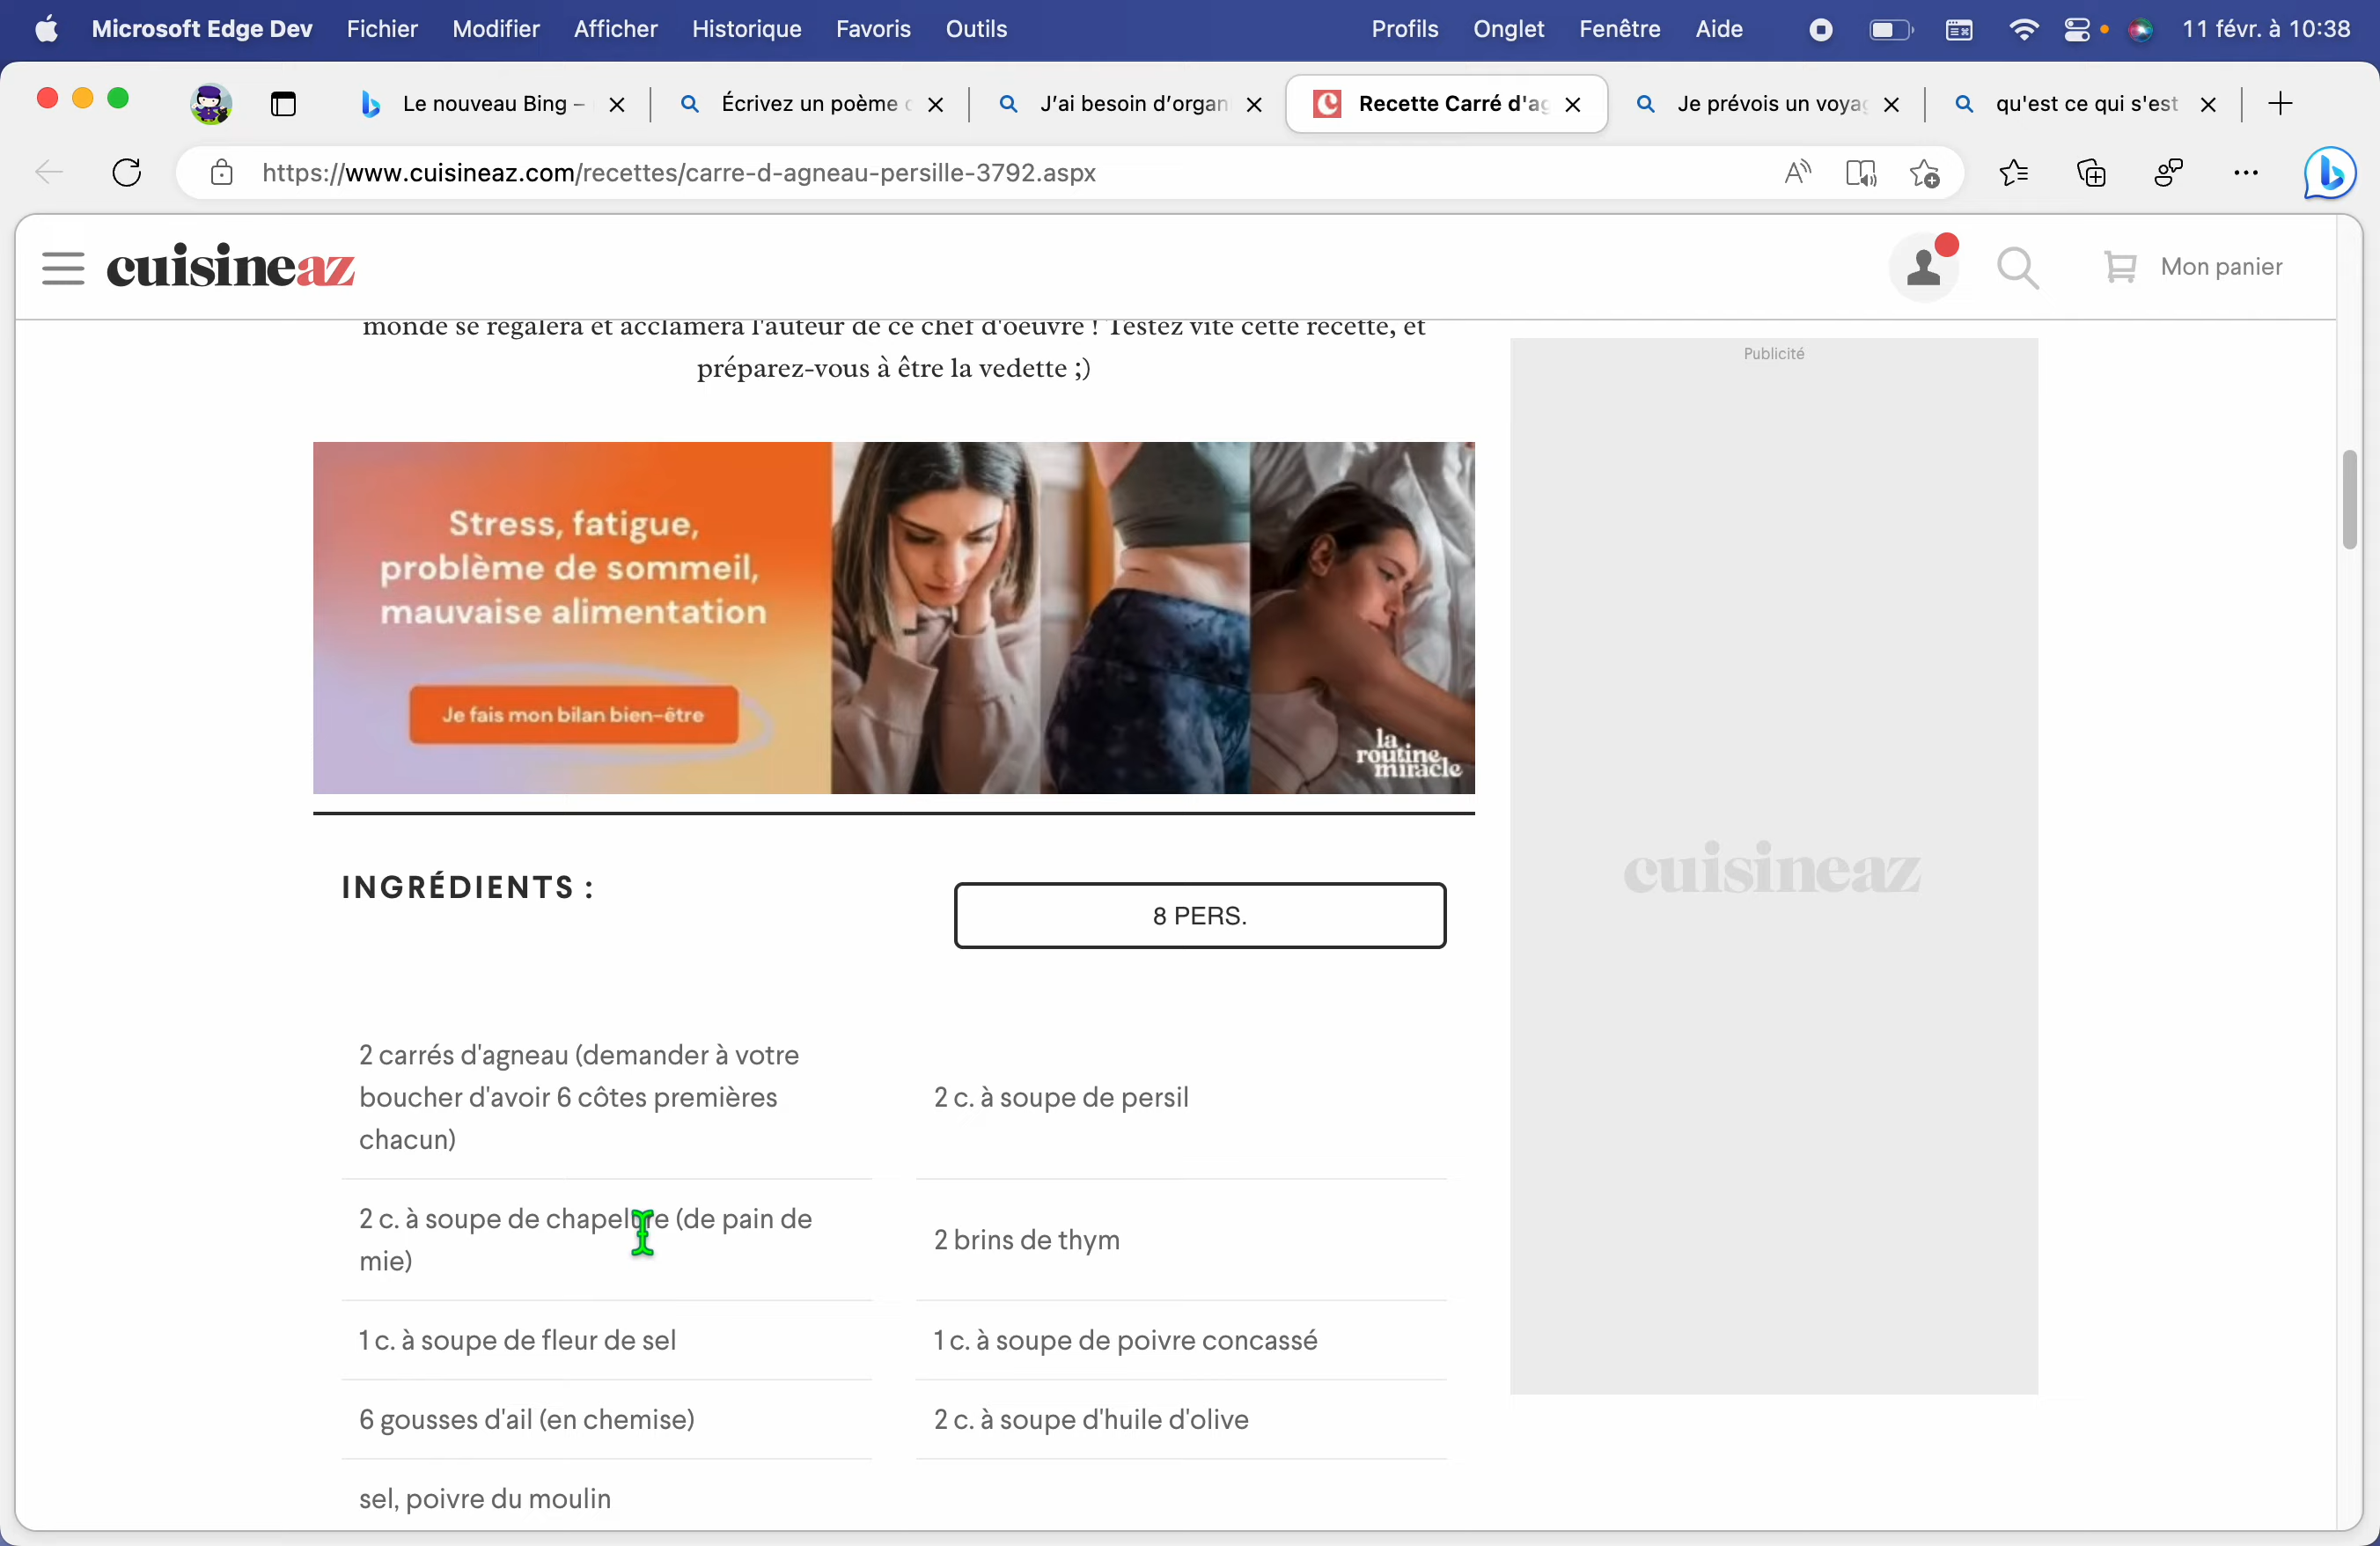 Microsoft Edge Dev Fichier Modifier Afficher Historique Favoris Outils Profils Onglet Fenêtre Aide 11 févr. à 10:38
Le nouveau Bing – Écrivez un poème J'ai besoin d'organ Recette Carré d'ag Je prévois un voya qu'est ce qui s'est
https://www.cuisineaz.com/recettes/carre-d-agneau-persille-3792.aspx
cuisineaz Mon panier
monde se régalera et acclamera l'auteur de ce chef d'oeuvre ! Testez vite cette recette, et
préparez-vous à être la vedette ;)
Publicité
Stress, fatigue,
problème de sommeil,
mauvaise alimentation
Je fais mon bilan bien-être
la
routine
miracle
cuisineaz
INGRÉDIENTS :
8 PERS.
2 carrés d'agneau (demander à votre
boucher d'avoir 6 côtes premières
chacun)
2 c. à soupe de persil
2 c. à soupe de chapelure (de pain de
mie)
2 brins de thym
1 c. à soupe de fleur de sel
1 c. à soupe de poivre concassé
6 gousses d'ail (en chemise)
2 c. à soupe d'huile d'olive
sel, poivre du moulin